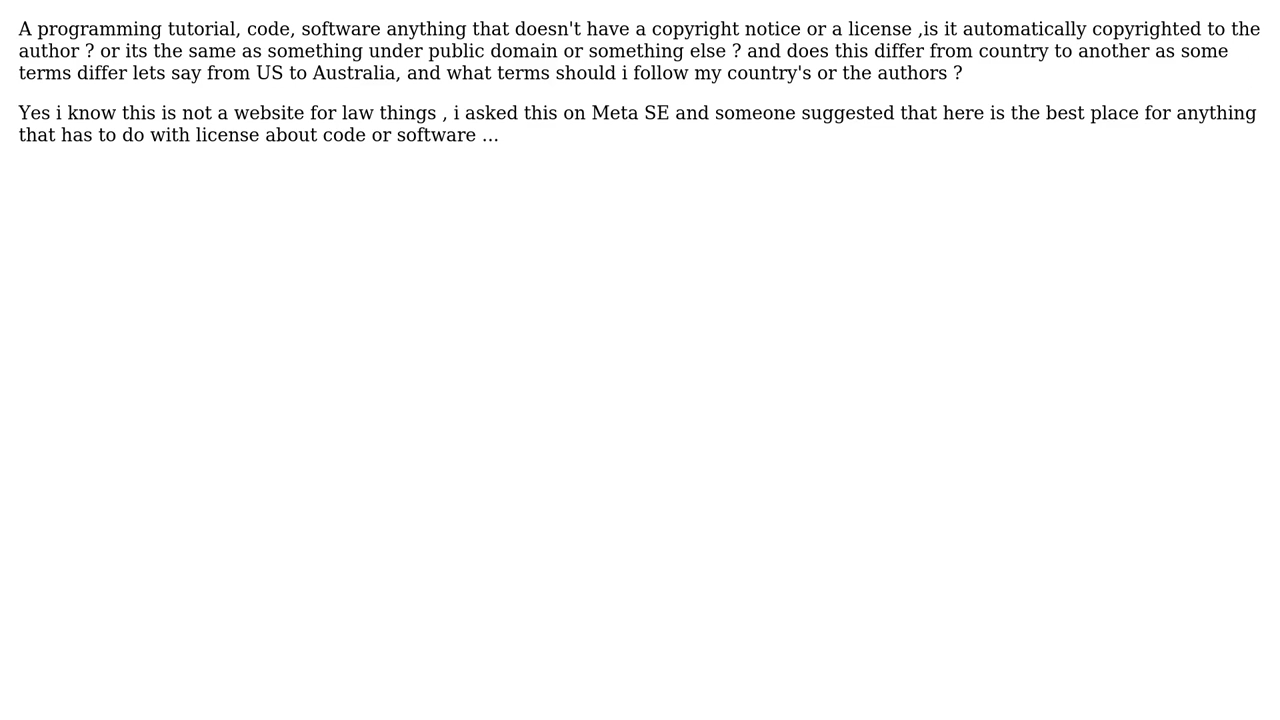 A programming tutorial, code, software anything that doesn't have a copyright notice or a license ,is it automatically copyrighted to the
author ? or its the same as something under public domain or something else ? and does this differ from country to another as some
terms differ lets say from US to Australia, and what terms should i follow my country's or the authors ?
Yes i know this is not a website for law things , i asked this on Meta SE and someone suggested that here is the best place for anything
that has to do with license about code or software ...